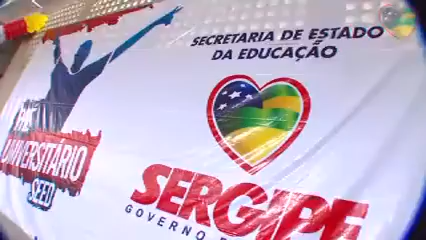 SECRETARIA DE ESTADO
DA EDUCAÇÃO
UNIVERSITÁRIO
SEED
SERGIPE
GOVERNO